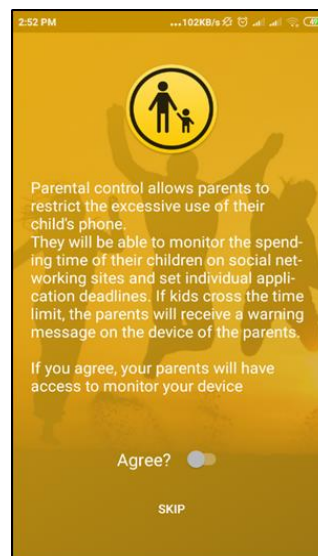 2:52 PM ...102KB/s
Parental control allows parents to
restrict the excessive use of their
child's phone.
They will be able to monitor the spend-
ing time of their children on social net-
working sites and set individual appli-
cation deadlines. If kids cross the time
limit, the parents will receive a warning
message on the device of the parents.
If you agree, your parents will have
access to monitor your device
Agree?
SKIP